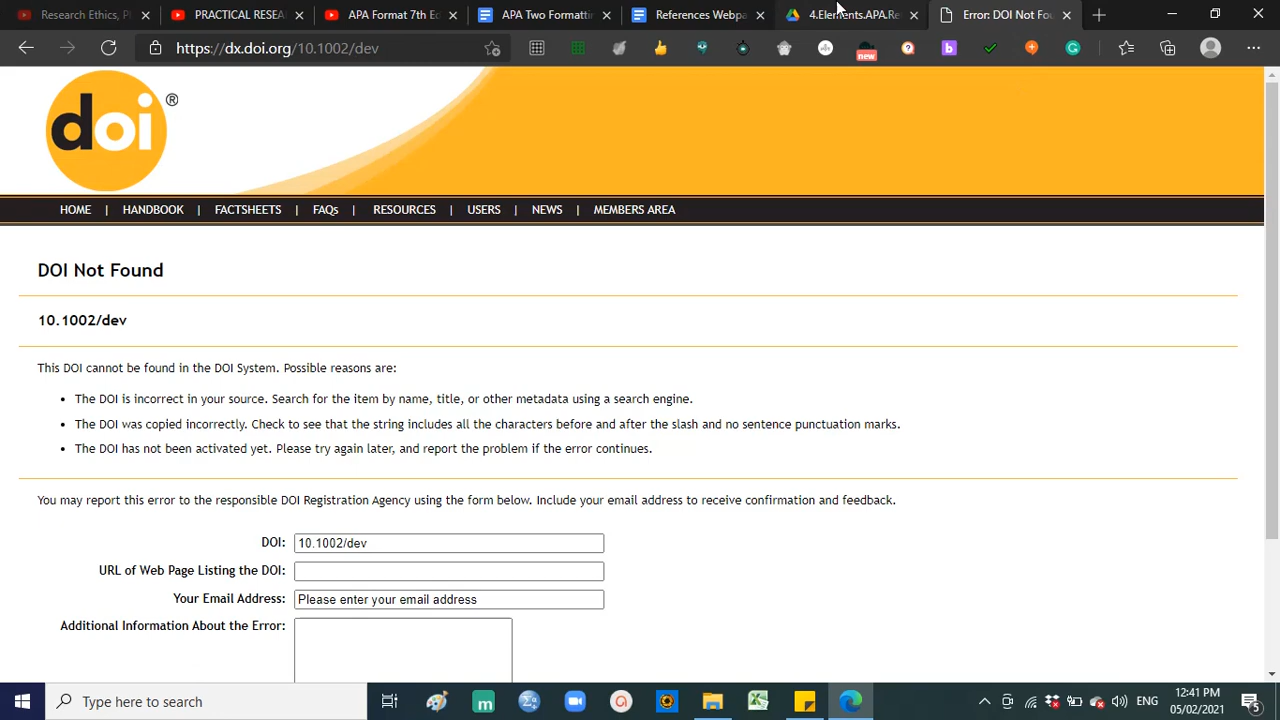 Research Ethics, Pl
PRACTICAL RESEA
APA Format 7th Ed
APA Two Formattin
References Webpa
4.Elements.APA.Re
Error: DOI Not Fou
https://dx.doi.org/10.1002/dev
new
doi ®
HOME | HANDBOOK | FACTSHEETS | FAQs | RESOURCES | USERS | NEWS | MEMBERS AREA
DOI Not Found
10.1002/dev
This DOI cannot be found in the DOI System. Possible reasons are:
• The DOI is incorrect in your source. Search for the item by name, title, or other metadata using a search engine.
• The DOI was copied incorrectly. Check to see that the string includes all the characters before and after the slash and no sentence punctuation marks.
• The DOI has not been activated yet. Please try again later, and report the problem if the error continues.
You may report this error to the responsible DOI Registration Agency using the form below. Include your email address to receive confirmation and feedback.
DOI: 10.1002/dev
URL of Web Page Listing the DOI:
Your Email Address: Please enter your email address
Additional Information About the Error:
Type here to search
12:41 PM
05/02/2021